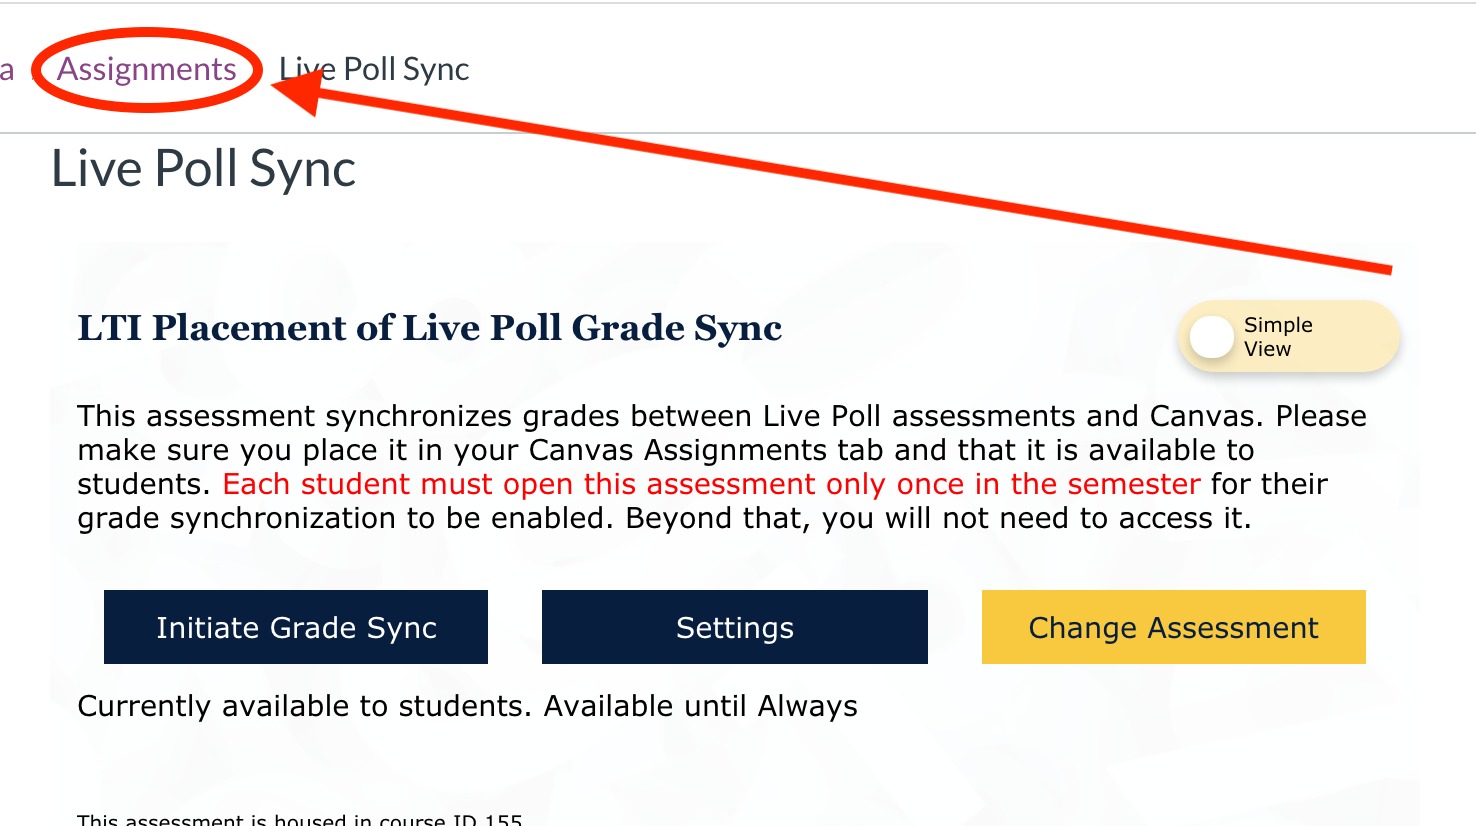 a Assignments Live Poll Sync
Live Poll Sync
LTI Placement of Live Poll Grade Sync
Simple
View
This assessment synchronizes grades between Live Poll assessments and Canvas. Please
make sure you place it in your Canvas Assignments tab and that it is available to
students. Each student must open this assessment only once in the semester for their
grade synchronization to be enabled. Beyond that, you will not need to access it.
Initiate Grade Sync
Settings
Change Assessment
Currently available to students. Available until Always
This assessment is housed in course ID 155